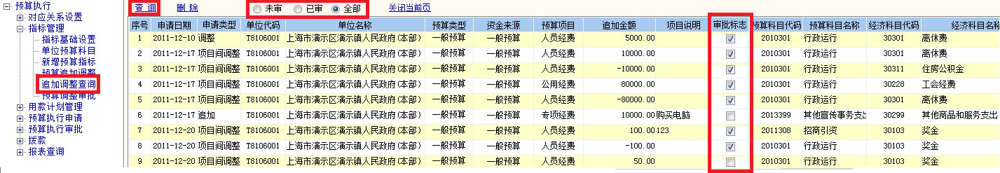 预算执行
对应关系设置
指标管理
指标基础设置
单位预算科目
新增预算指标
预算追加调整
追加调整查询
预算调整审批
用款计划管理
预算执行申请
预算执行审批
拨款
报表查询
查 询 删 除 未审 已审 全部 关闭当前页
序号 申请日期 申请类型 单位代码 单位名称 预算类型 资金来源 预算项目 追加金额 项目说明 审批标志 预算科目代码 预算科目名称 经济科目代码 经济科目名称
1 2011-12-10 调整 T8106001 上海市演示区演示镇人民政府(本部) 一般预算 一般预算 人员经费 5000.00 2010301 行政运行 30301 离休费
2 2011-12-17 项目间调整 T8106001 上海市演示区演示镇人民政府(本部) 一般预算 一般预算 人员经费 10000.00 2010301 行政运行 30301 离休费
3 2011-12-17 项目间调整 T8106001 上海市演示区演示镇人民政府(本部) 一般预算 一般预算 人员经费 -10000.00 2010301 行政运行 30311 住房公积金
4 2011-12-17 项目间调整 T8106001 上海市演示区演示镇人民政府(本部) 一般预算 一般预算 公用经费 80000.00 2010301 行政运行 30228 工会经费
5 2011-12-17 项目间调整 T8106001 上海市演示区演示镇人民政府(本部) 一般预算 一般预算 人员经费 -80000.00 2010301 行政运行 30301 离休费
6 2011-12-17 追加 T8106001 上海市演示区演示镇人民政府(本部) 一般预算 一般预算 专项经费 10000.00 购买电脑 2013399 其他宣传事务支出 30299 其他商品和服务支出
7 2011-12-20 项目间调整 T8106001 上海市演示区演示镇人民政府(本部) 一般预算 一般预算 人员经费 100.00 123 2011308 招商引资 30103 奖金
8 2011-12-20 项目间调整 T8106001 上海市演示区演示镇人民政府(本部) 一般预算 一般预算 人员经费 -100.00 2010301 行政运行 30103 奖金
9 2011-12-20 项目间调整 T8106001 上海市演示区演示镇人民政府(本部) 一般预算 一般预算 人员经费 50.00 2010301 行政运行 30103 奖金